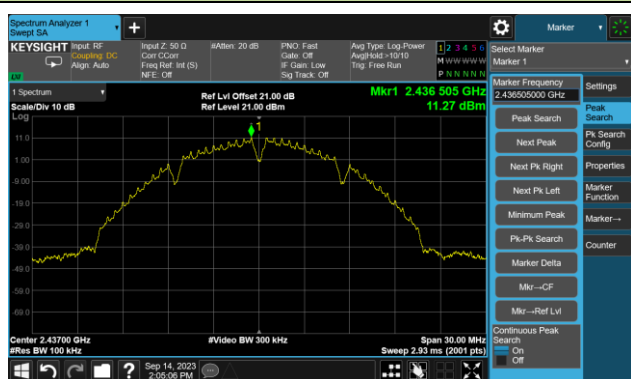 Spectrum Analyzer 1
Swept SA
Marker
KEYSIGHT
Input: RF
Coupling: DC
Align: Auto
Input Z: 50 Ω
Corr CCorr
Freq Ref: Int (S)
NFE: Off
#Atten: 20 dB
PNO: Fast
Gate: Off
IF Gain: Low
Sig Track: Off
Avg Type: Log-Power
Avg|Hold:>10/10
Trig: Free Run
1 2 3 4 5 6
M W W W W W
P N N N N N
LV
Select Marker
Marker 1
1 Spectrum
Scale/Div 10 dB
Log
Ref Lvl Offset 21.00 dB
Ref Level 21.00 dBm
Mkr1 2.436 505 GHz
11.27 dBm
1
11.0
1.00
-9.00
-19.0
-29.0
-39.0
-49.0
-59.0
-69.0
Center 2.43700 GHz
#Res BW 100 kHz
#Video BW 300 kHz
Span 30.00 MHz
Sweep 2.93 ms (2001 pts)
Marker Frequency
2.436505000 GHz
Peak Search
Next Peak
Next Pk Right
Next Pk Left
Minimum Peak
Pk-Pk Search
Marker Delta
Mkr→CF
Mkr→Ref Lvl
Continuous Peak
Search
On
Off
Settings
Peak
Search
Pk Search
Config
Properties
Marker
Function
Marker→
Counter
?
Sep 14, 2023
2:05:06 PM